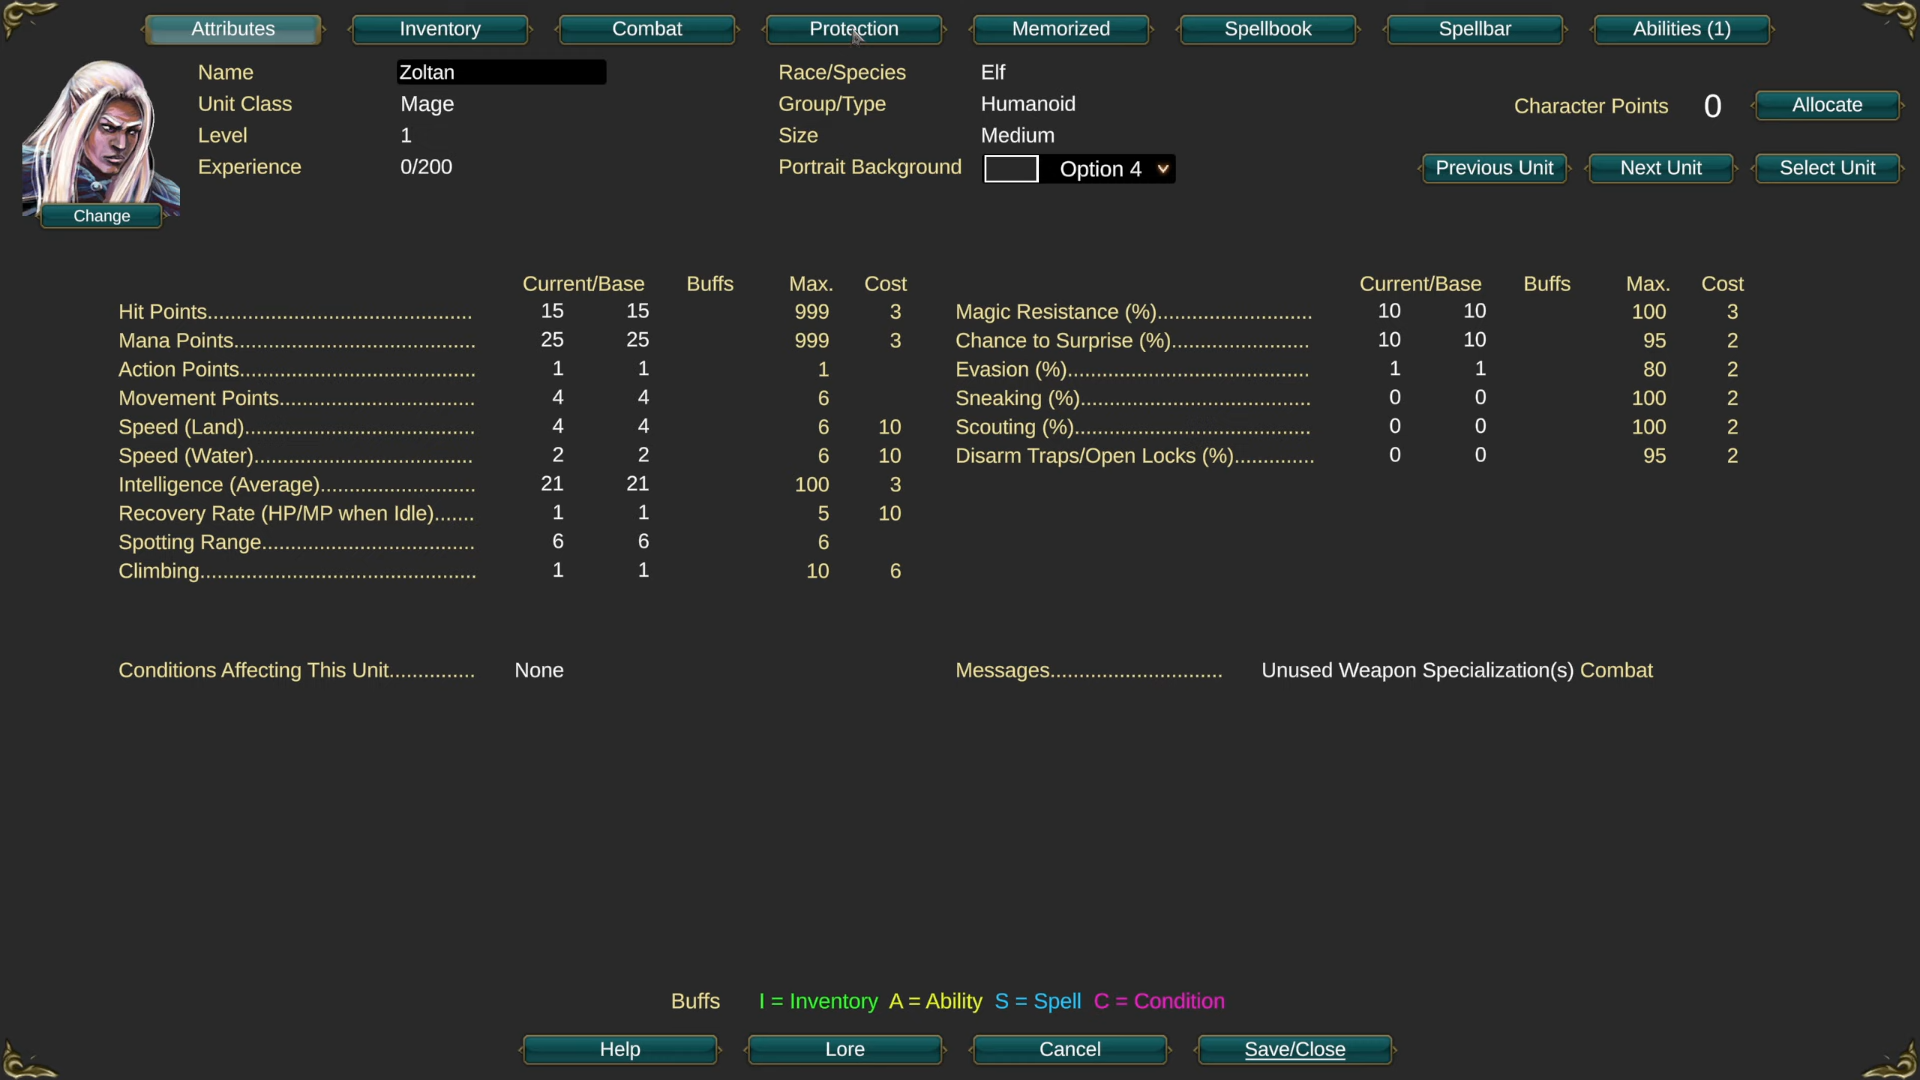 Attributes Inventory Combat Protection Memorized Spellbook Spellbar Abilities (1)
Name Zoltan Race/Species Elf
Unit Class Mage Group/Type Humanoid Character Points 0 Allocate
Level 1 Size Medium
Experience 0/200 Portrait Background Option 4 Previous Unit Next Unit Select Unit
Change
Current/Base Buffs Max. Cost Current/Base Buffs Max. Cost
Hit Points............................................... 15 15 999 3 Magic Resistance (%)........................... 10 10 100 3
Mana Points........................................... 25 25 999 3 Chance to Surprise (%)........................ 10 10 95 2
Action Points.......................................... 1 1 1 Evasion (%)........................................... 1 1 80 2
Movement Points................................... 4 4 6 Sneaking (%)......................................... 0 0 100 2
Speed (Land)......................................... 4 4 6 10 Scouting (%).......................................... 0 0 100 2
Speed (Water)....................................... 2 2 6 10 Disarm Traps/Open Locks (%).............. 0 0 95 2
Intelligence (Average)............................ 21 21 100 3
Recovery Rate (HP/MP when Idle)....... 1 1 5 10
Spotting Range...................................... 6 6 6
Climbing................................................. 1 1 10 6
Conditions Affecting This Unit............... None Messages............................. Unused Weapon Specialization(s) Combat
Buffs I = Inventory A = Ability S = Spell C = Condition
Help Lore Cancel Save/Close